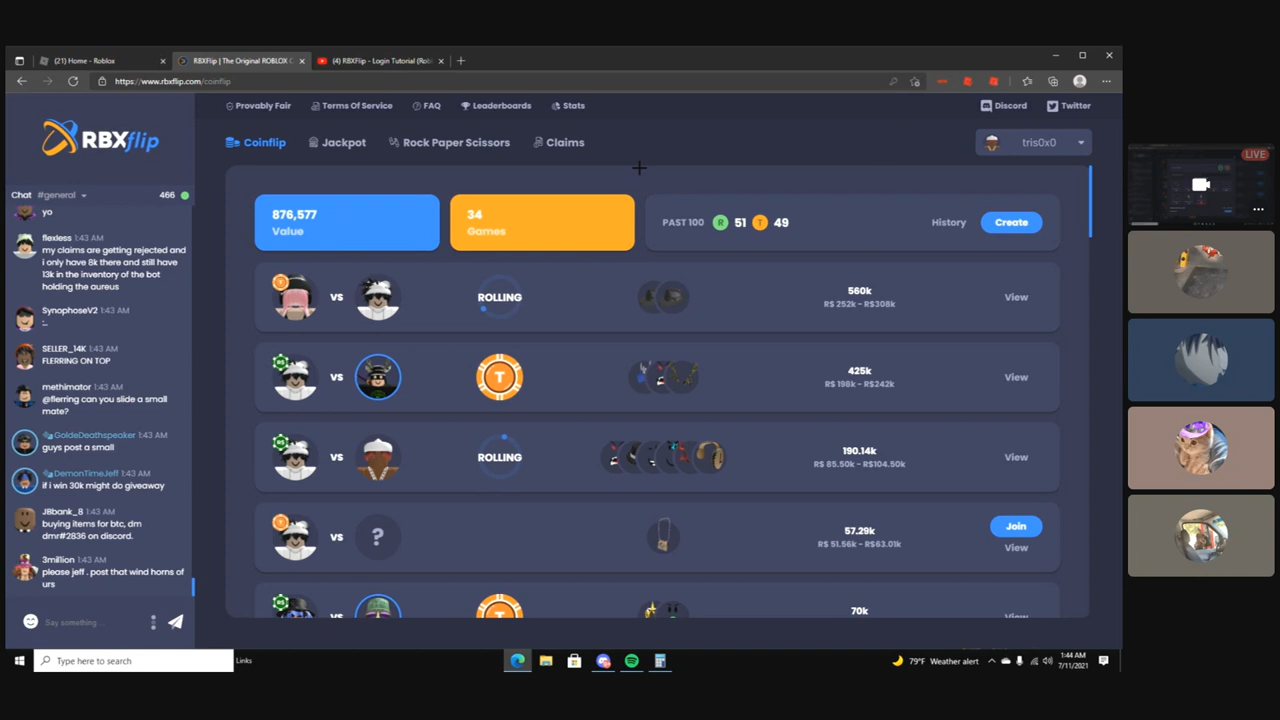 (21) Home - Roblox
RBXFlip | The Original ROBLOX C
(4) RBXFlip - Login Tutorial (Rob
https://www.rbxflip.com/coinflip
RBXflip
Provably Fair
Terms Of Service
FAQ
Leaderboards
Stats
Discord
Twitter
Coinflip
Jackpot
Rock Paper Scissors
Claims
tris0x0
LIVE
Chat #general 466
yo
flexless 1:43 AM
my claims are getting rejected and
i only have 8k there and still have
13k in the inventory of the bot
holding the aureus
SynophoseV2 1:43 AM
:..
SELLER_14K 1:43 AM
FLERRING ON TOP
methimator 1:43 AM
@flerring can you slide a small
mate?
GoldeDeathspeaker 1:43 AM
guys post a small
DemonTimeJeff 1:43 AM
if i win 30k might do giveaway
JBbank_8 1:43 AM
buying items for btc, dm
dmr#2836 on discord.
3million 1:43 AM
please jeff . post that wind horns of
urs
Say something...
876,577
Value
34
Games
PAST 100 R 51 T 49
History
Create
VS
ROLLING
560k
R$ 252k - R$308k
View
R$
VS
T
425k
R$ 198k - R$242k
View
R$
VS
ROLLING
190.14k
R$ 85.50k - R$104.50k
View
VS
?
57.29k
R$ 51.56k - R$63.01k
Join
View
70k
View
Type here to search
Links
79°F Weather alert
1:44 AM
7/11/2021